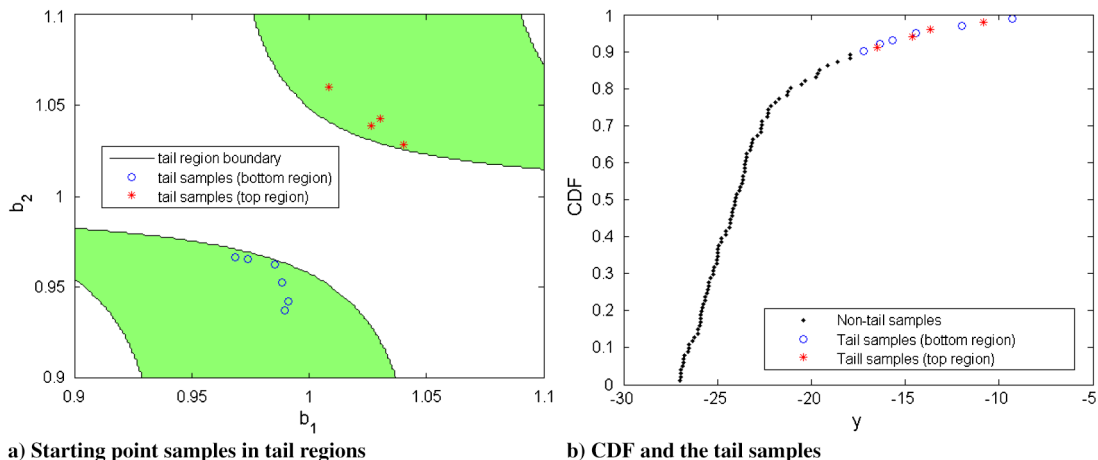 1.1
1.05
1
0.95
0.9
b2
tail region boundary
tail samples (bottom region)
tail samples (top region)
0.9
0.95
1
1.05
1.1
b1
a) Starting point samples in tail regions
1
0.9
0.8
0.7
0.6
0.5
0.4
0.3
0.2
0.1
0
CDF
Non-tail samples
Tail samples (bottom region)
Taill samples (top region)
-30
-25
-20
-15
-10
-5
y
b) CDF and the tail samples